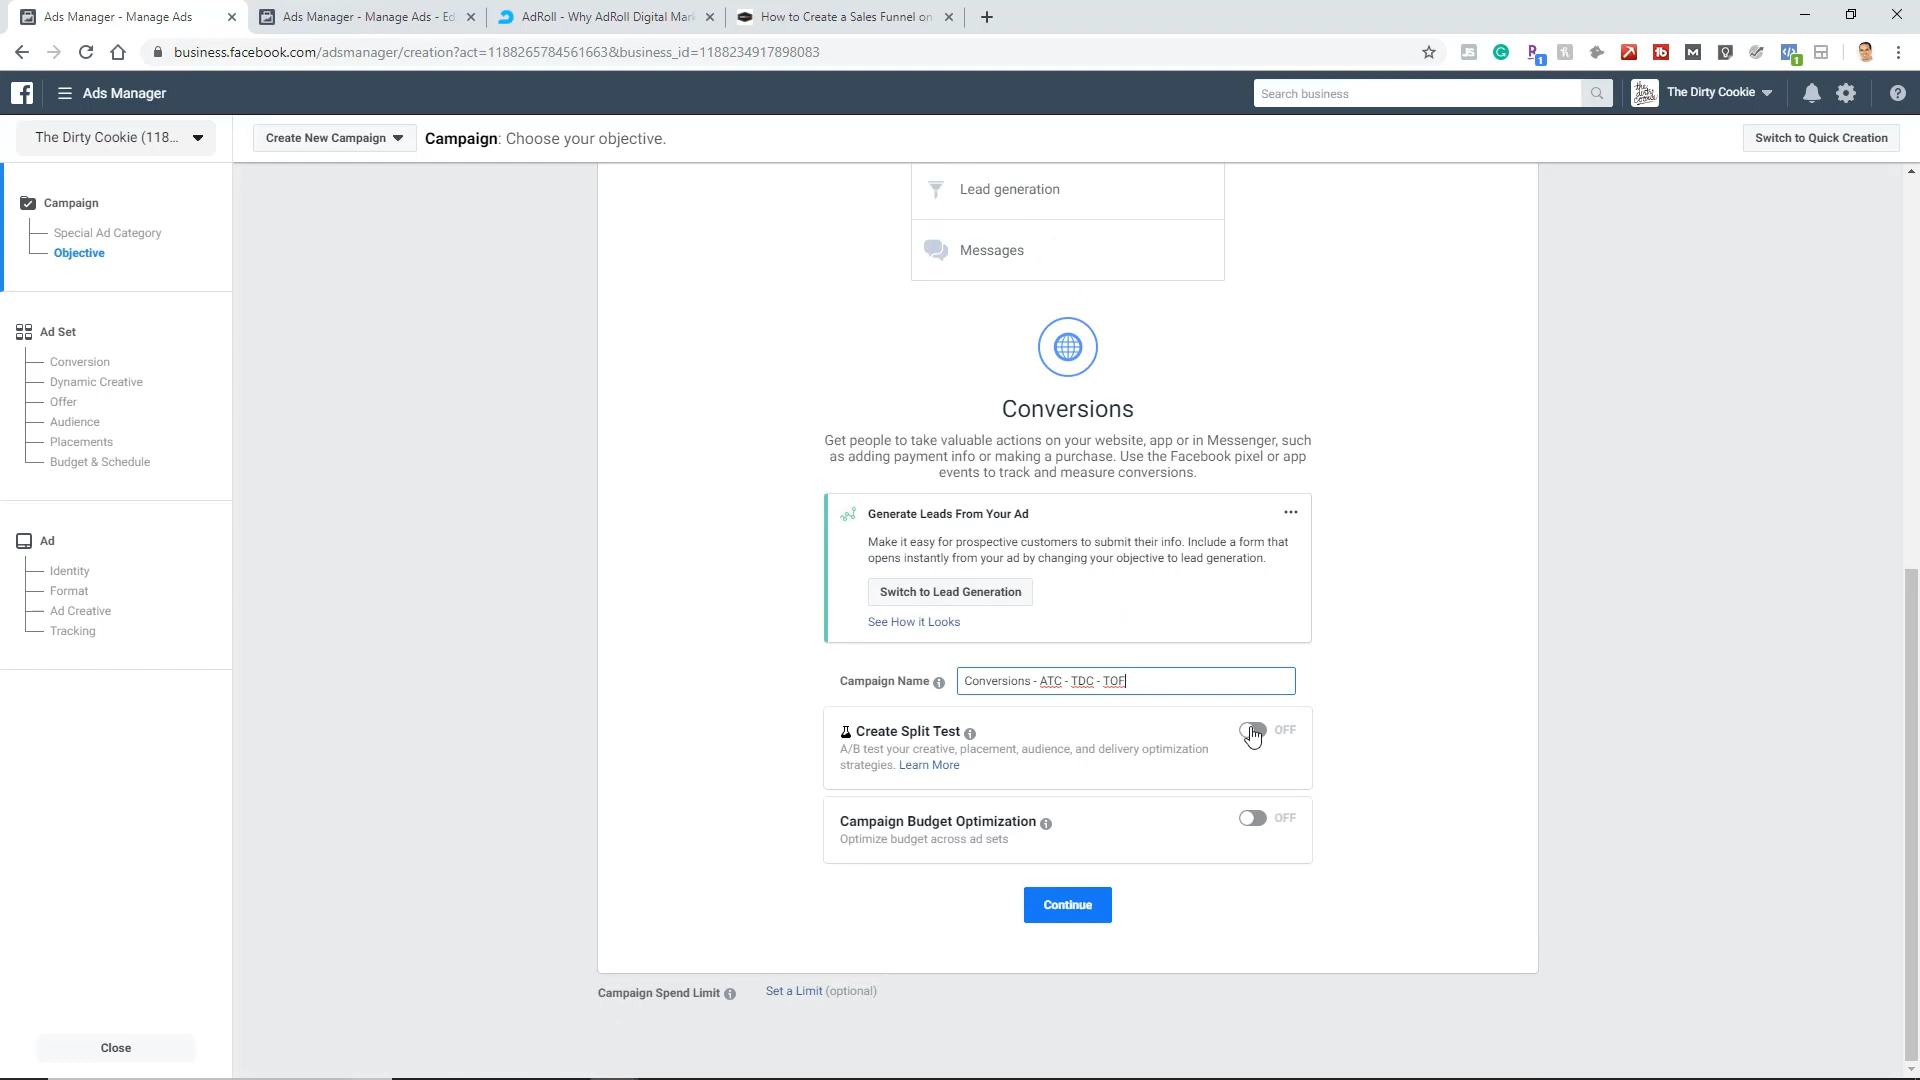 Ads Manager - Manage Ads
Ads Manager - Manage Ads - Ed
AdRoll - Why AdRoll Digital Mar
How to Create a Sales Funnel on
business.facebook.com/adsmanager/creation?act=1188265784561663&business_id=1188234917898083
Ads Manager
Search business
The Dirty Cookie
The Dirty Cookie (118...
Create New Campaign
Campaign: Choose your objective.
Switch to Quick Creation
Campaign
Special Ad Category
Objective
Ad Set
Conversion
Dynamic Creative
Offer
Audience
Placements
Budget & Schedule
Ad
Identity
Format
Ad Creative
Tracking
Close
Lead generation
Messages
Conversions
Get people to take valuable actions on your website, app or in Messenger, such
as adding payment info or making a purchase. Use the Facebook pixel or app
events to track and measure conversions.
Generate Leads From Your Ad
Make it easy for prospective customers to submit their info. Include a form that
opens instantly from your ad by changing your objective to lead generation.
Switch to Lead Generation
See How it Looks
Campaign Name
Conversions - ATC - TDC - TOF
Create Split Test
OFF
A/B test your creative, placement, audience, and delivery optimization
strategies. Learn More
Campaign Budget Optimization
OFF
Optimize budget across ad sets
Continue
Campaign Spend Limit
Set a Limit (optional)